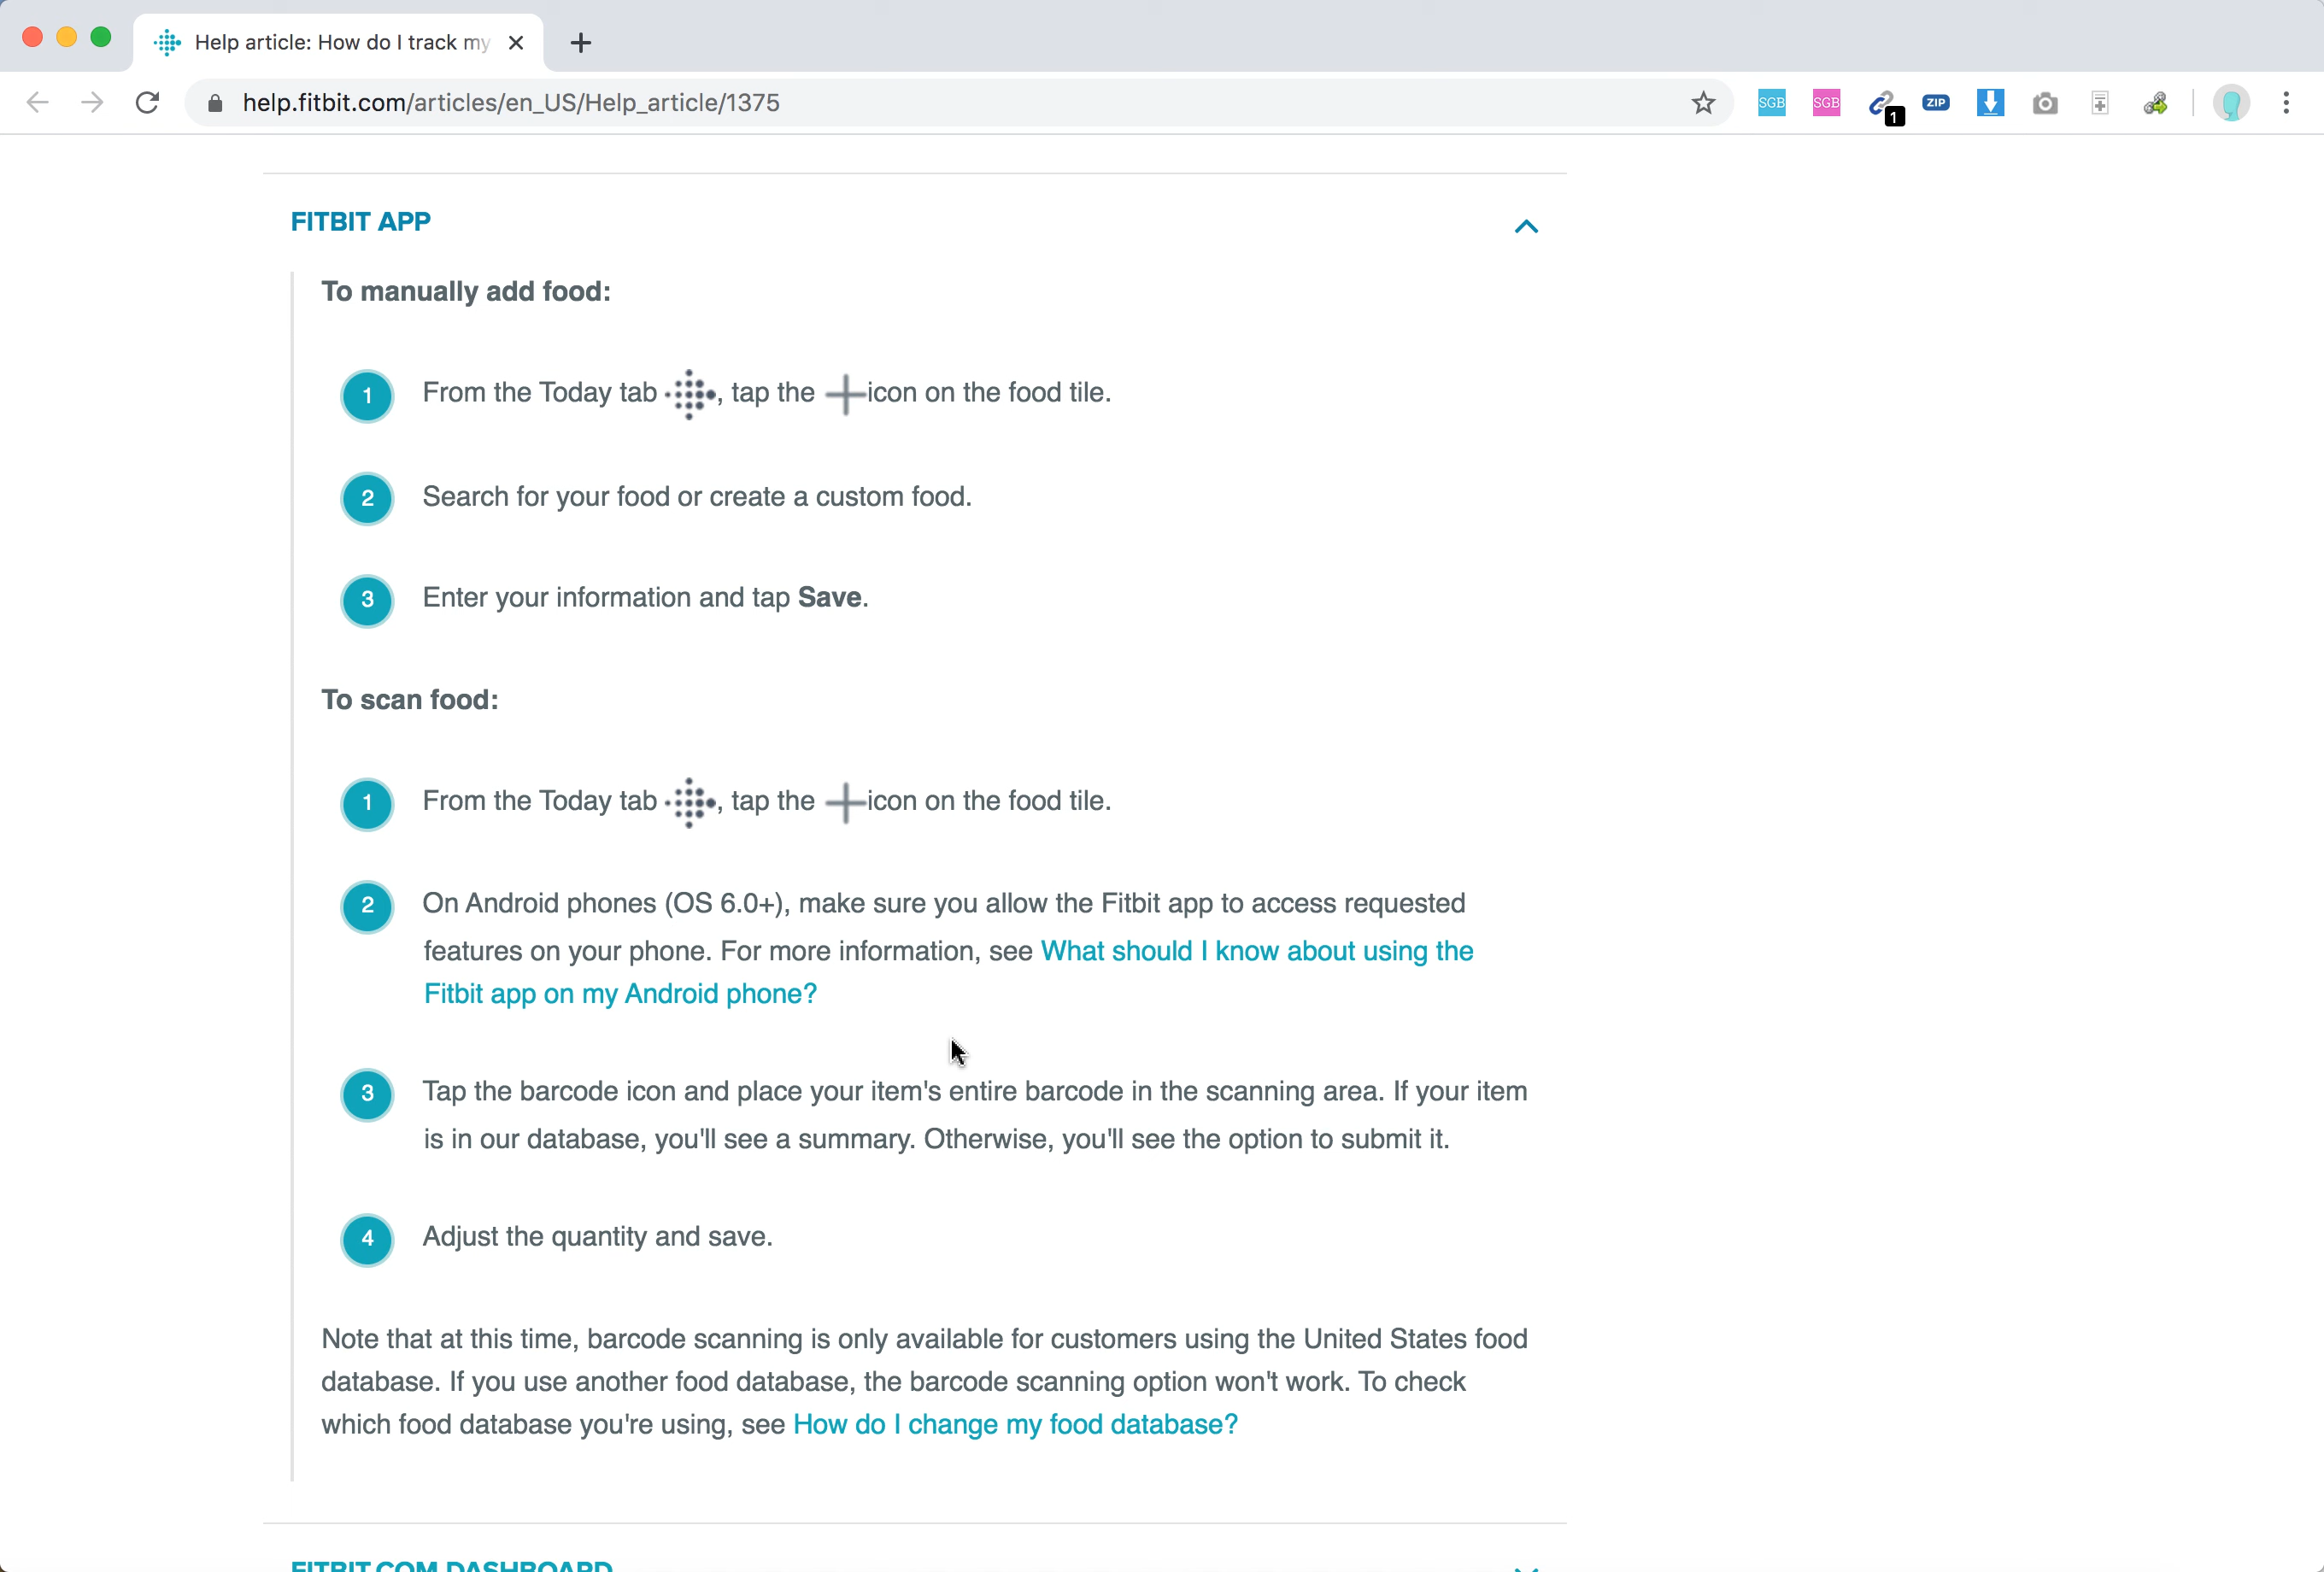 Help article: How do I track my
help.fitbit.com/articles/en_US/Help_article/1375
SGB
SGB
1
ZIP
FITBIT APP
To manually add food:
1 From the Today tab , tap the icon on the food tile.
2 Search for your food or create a custom food.
3 Enter your information and tap Save.
To scan food:
1 From the Today tab , tap the icon on the food tile.
2 On Android phones (OS 6.0+), make sure you allow the Fitbit app to access requested
features on your phone. For more information, see What should I know about using the
Fitbit app on my Android phone?
3 Tap the barcode icon and place your item's entire barcode in the scanning area. If your item
is in our database, you'll see a summary. Otherwise, you'll see the option to submit it.
4 Adjust the quantity and save.
Note that at this time, barcode scanning is only available for customers using the United States food
database. If you use another food database, the barcode scanning option won't work. To check
which food database you're using, see How do I change my food database?
FITBIT.COM DASHBOARD